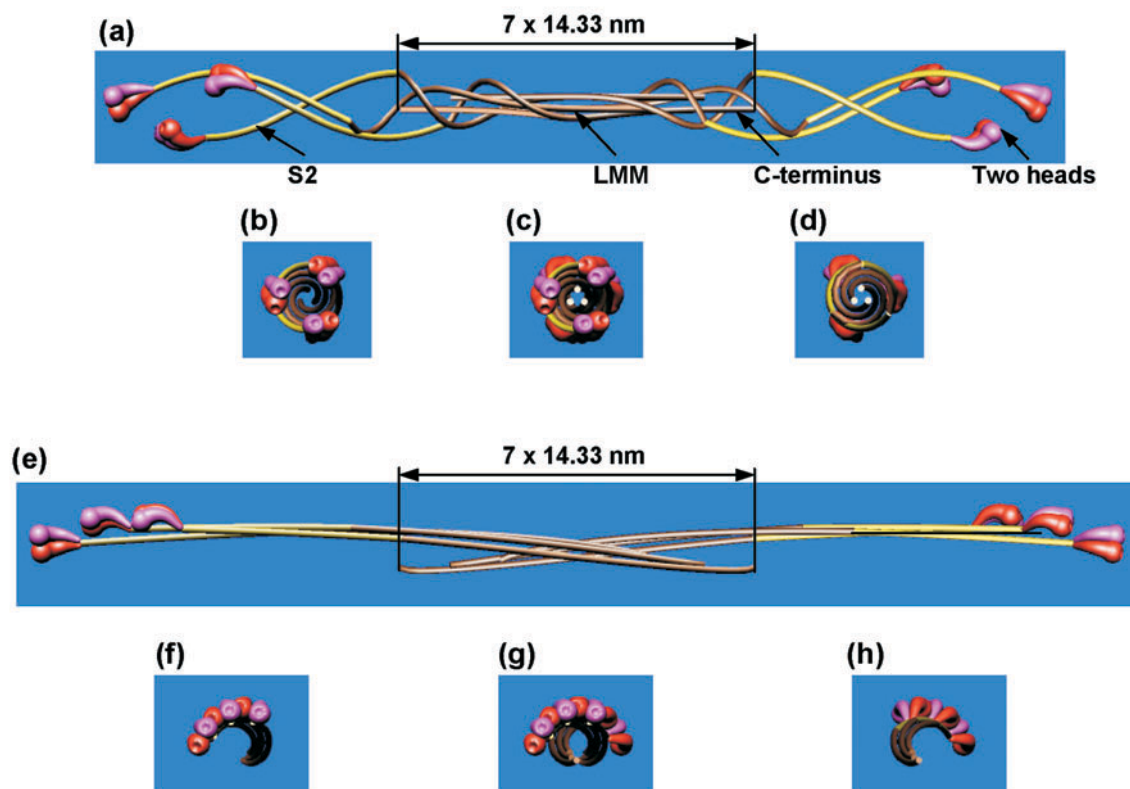 (a)
7 x 14.33 nm
S2
LMM
C-terminus
Two heads
(b)
(c)
(d)
(e)
7 x 14.33 nm
(f)
(g)
(h)